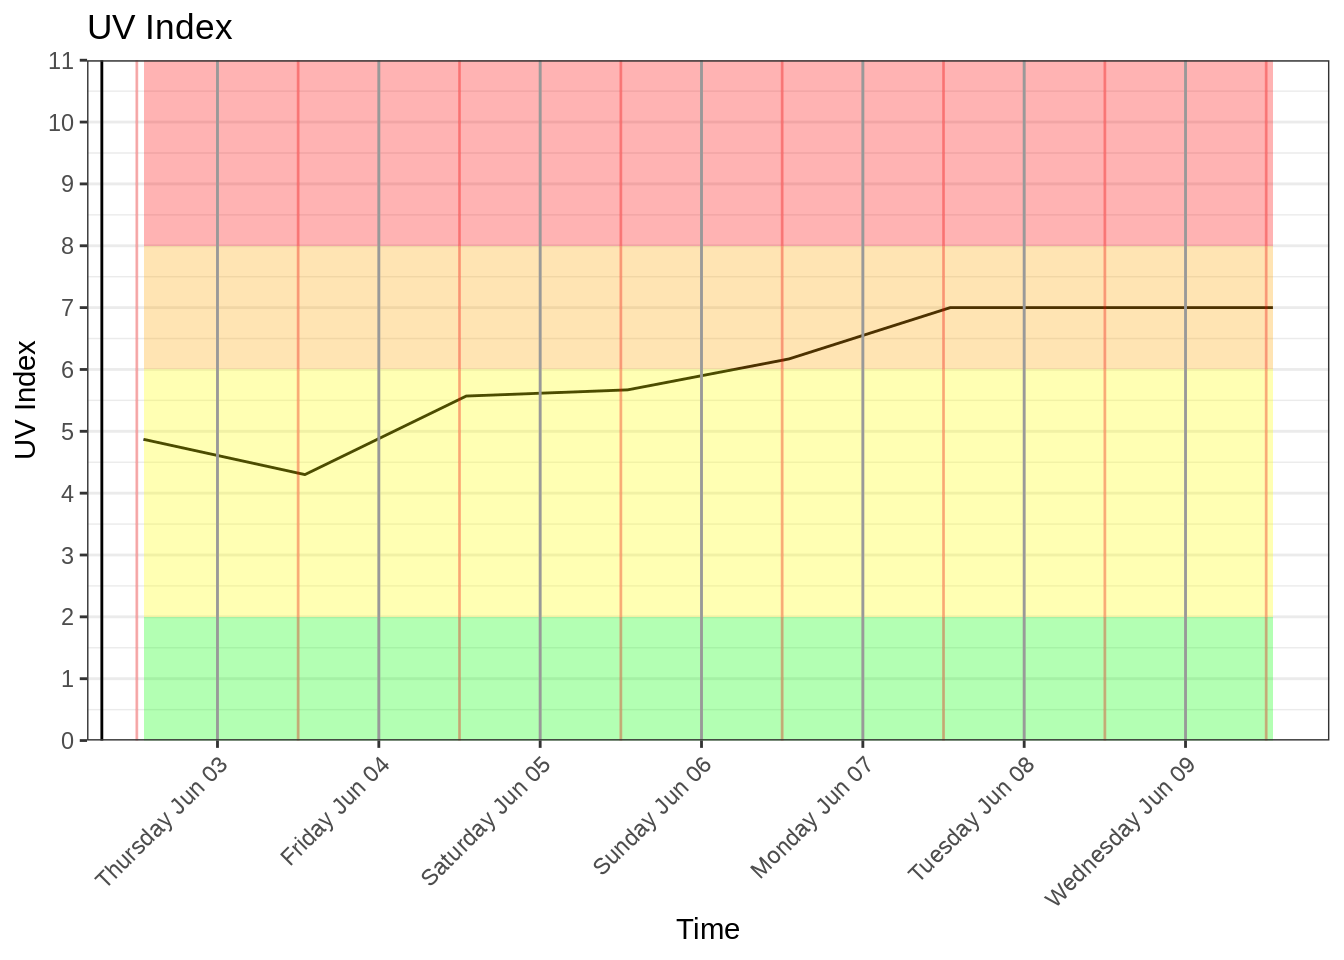 UV Index
UV Index
11
10
9
8
7
6
5
4
3
2
1
0
Thursday Jun 03
Friday Jun 04
Saturday Jun 05
Sunday Jun 06
Monday Jun 07
Tuesday Jun 08
Wednesday Jun 09
Time